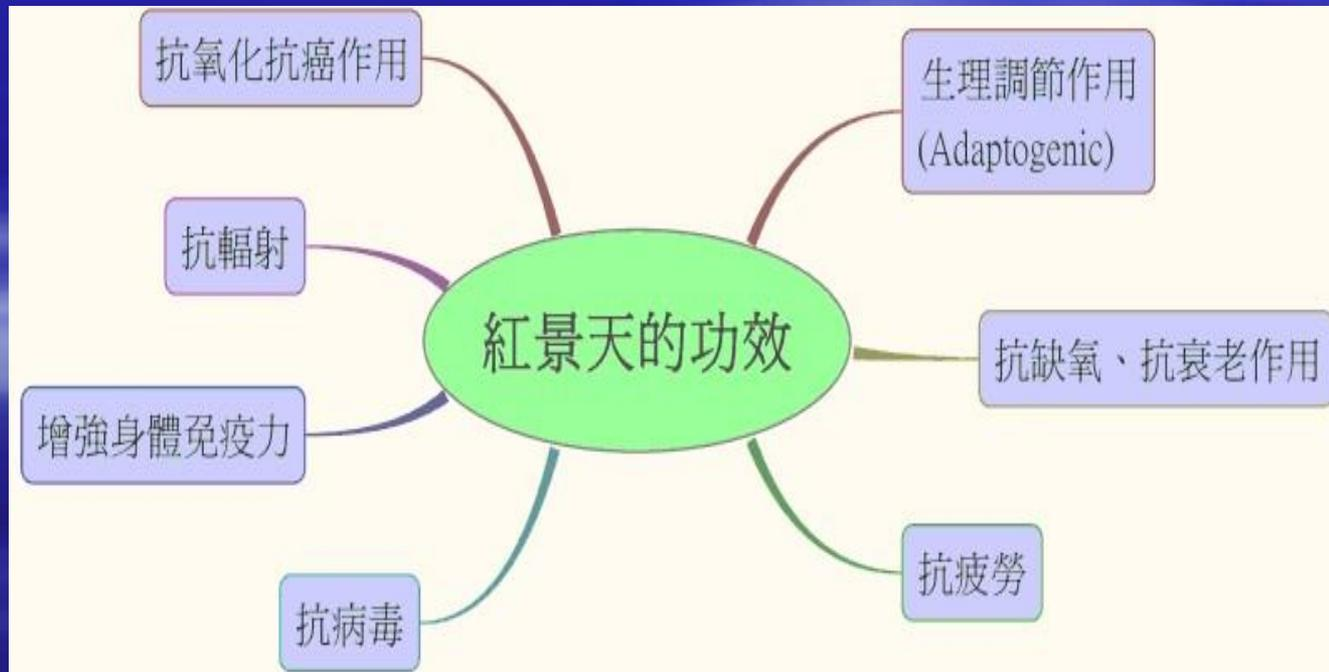 抗氧化抗癌作用
生理調節作用
(Adaptogenic)
抗輻射
紅景天的功效
抗缺氧、抗衰老作用
增強身體免疫力
抗疲勞
抗病毒